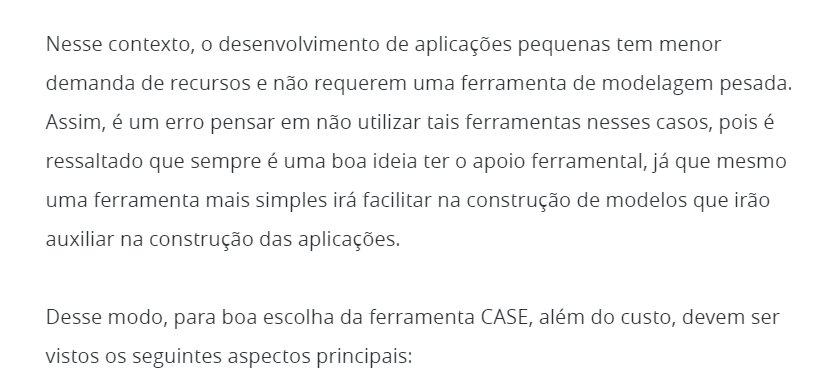 Nesse contexto, o desenvolvimento de aplicações pequenas tem menor
demanda de recursos e não requerem uma ferramenta de modelagem pesada.
Assim, é um erro pensar em não utilizar tais ferramentas nesses casos, pois é
ressaltado que sempre é uma boa ideia ter o apoio ferramental, já que mesmo
uma ferramenta mais simples irá facilitar na construção de modelos que irão
auxiliar na construção das aplicações.
Desse modo, para boa escolha da ferramenta CASE, além do custo, devem ser
vistos os seguintes aspectos principais: